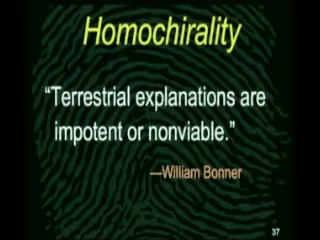 Homochirality
“Terrestrial explanations are
impotent or nonviable.”
—William Bonner
37